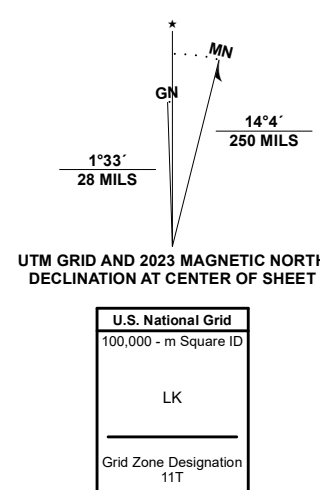 ★
MN
GN
14°4´
250 MILS
1°33´
28 MILS
UTM GRID AND 2023 MAGNETIC NORTH
DECLINATION AT CENTER OF SHEET
U.S. National Grid
100,000 - m Square ID
LK
Grid Zone Designation
11T